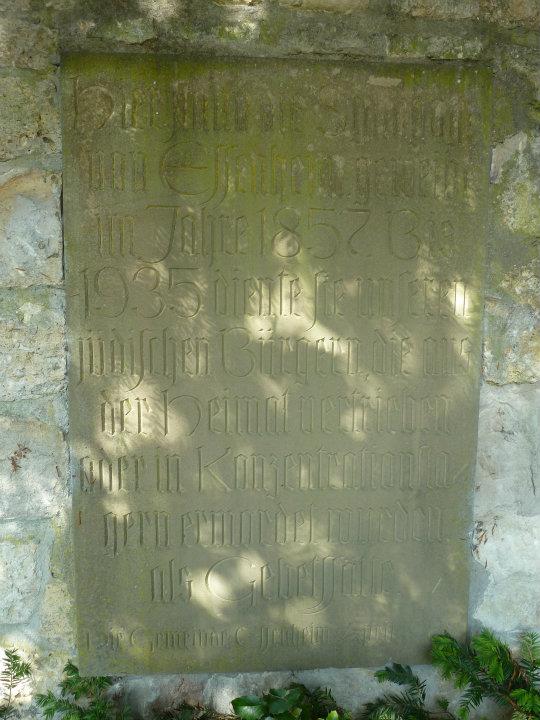 Hier stand die Synagoge
von Essenheim, geweiht
im Jahre 1857. Bis
1935 diente sie unseren
jüdischen Bürgern, die aus
der Heimat vertrieben
oder in Konzentrationsla-
gern ermordet wurden.
als Gebetsstätte.
Die Gemeinde Essenheim